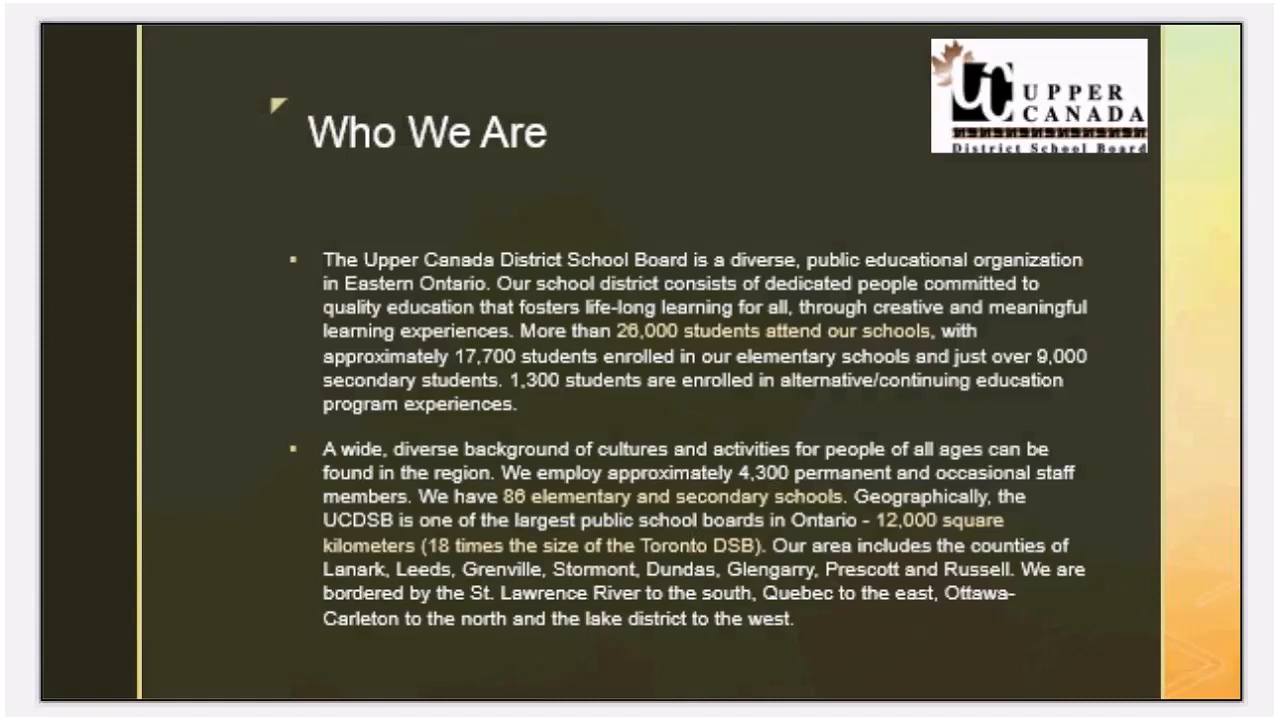 UC UPPER
CANADA
District School Board
Who We Are
▪ The Upper Canada District School Board is a diverse, public educational organization
in Eastern Ontario. Our school district consists of dedicated people committed to
quality education that fosters life-long learning for all, through creative and meaningful
learning experiences. More than 26,000 students attend our schools, with
approximately 17,700 students enrolled in our elementary schools and just over 9,000
secondary students. 1,300 students are enrolled in alternative/continuing education
program experiences.
▪ A wide, diverse background of cultures and activities for people of all ages can be
found in the region. We employ approximately 4,300 permanent and occasional staff
members. We have 86 elementary and secondary schools. Geographically, the
UCDSB is one of the largest public school boards in Ontario - 12,000 square
kilometers (18 times the size of the Toronto DSB). Our area includes the counties of
Lanark, Leeds, Grenville, Stormont, Dundas, Glengarry, Prescott and Russell. We are
bordered by the St. Lawrence River to the south, Quebec to the east, Ottawa-
Carleton to the north and the lake district to the west.